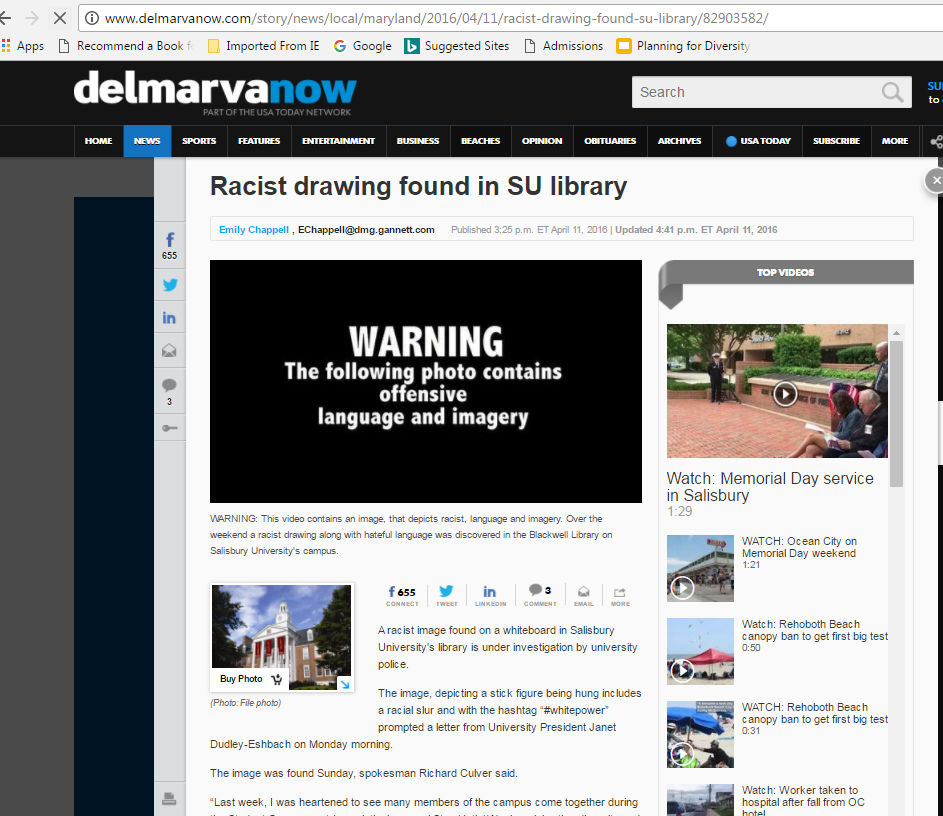 www.delmarvanow.com/story/news/local/maryland/2016/04/11/racist-drawing-found-su-library/82903582/
Apps Recommend a Book f Imported From IE Google Suggested Sites Admissions Planning for Diversity
delmarvanow
PART OF THE USA TODAY NETWORK
Search
SU
to
HOME NEWS SPORTS FEATURES ENTERTAINMENT BUSINESS BEACHES OPINION OBITUARIES ARCHIVES USA TODAY SUBSCRIBE MORE
Racist drawing found in SU library
Emily Chappell , EChappell@dmg.gannett.com Published 3:25 p.m. ET April 11, 2016 | Updated 4:41 p.m. ET April 11, 2016
655
3
WARNING
The following photo contains
offensive
language and imagery
WARNING: This video contains an image, that depicts racist, language and imagery. Over the
weekend a racist drawing along with hateful language was discovered in the Blackwell Library on
Salisbury University's campus.
Buy Photo
(Photo: File photo)
655 3
CONNECT TWEET LINKEDIN COMMENT EMAIL MORE
A racist image found on a whiteboard in Salisbury
University's library is under investigation by university
police.
The image, depicting a stick figure being hung includes
a racial slur and with the hashtag “#whitepower”
prompted a letter from University President Janet
Dudley-Eshbach on Monday morning.
The image was found Sunday, spokesman Richard Culver said.
“Last week, I was heartened to see many members of the campus come together during
TOP VIDEOS
Watch: Memorial Day service
in Salisbury
1:29
WATCH: Ocean City on
Memorial Day weekend
1:21
Watch: Rehoboth Beach
canopy ban to get first big test
0:50
WATCH: Rehoboth Beach
canopy ban to get first big test
0:31
Watch: Worker taken to
hospital after fall from OC
hotel